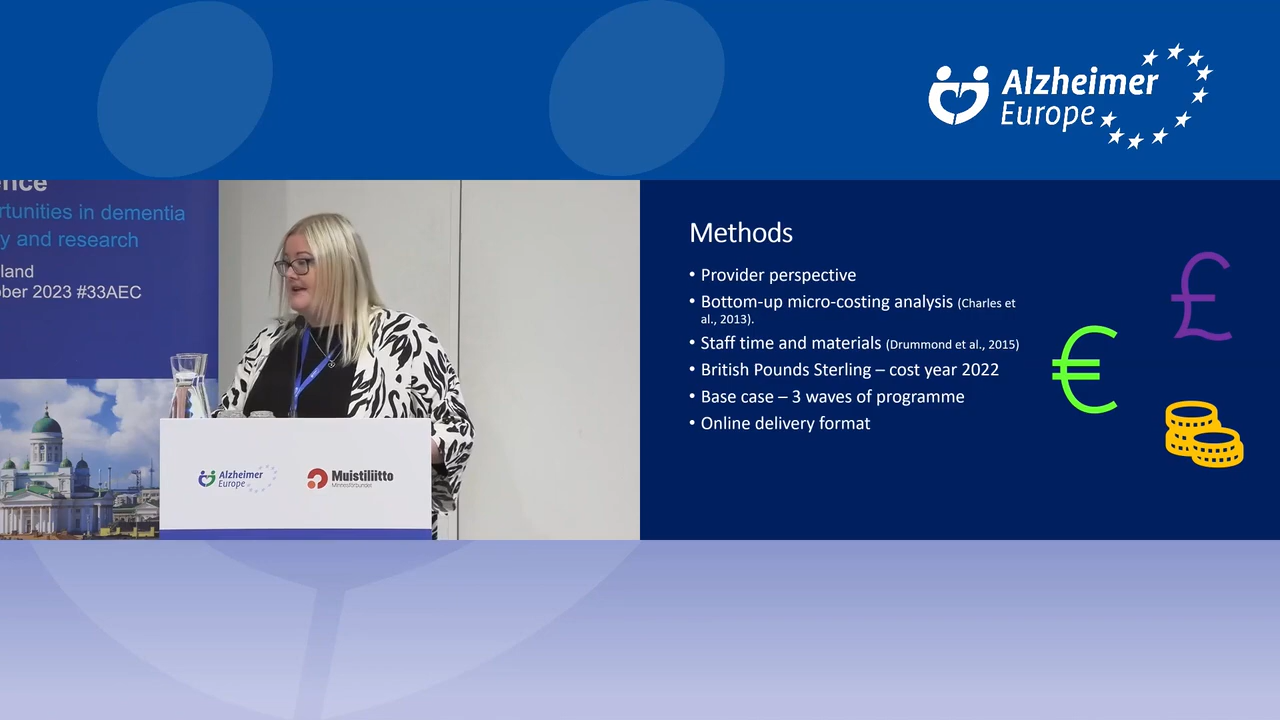 Alzheimer
Europe
ence
rtunities in dementia
y and research
land
ober 2023 #33AEC
Alzheimer
Europe
Muistiliitto
Minnesförbundet
Methods
• Provider perspective
• Bottom-up micro-costing analysis (Charles et
al., 2013).
• Staff time and materials (Drummond et al., 2015)
• British Pounds Sterling – cost year 2022
• Base case – 3 waves of programme
• Online delivery format
£
€